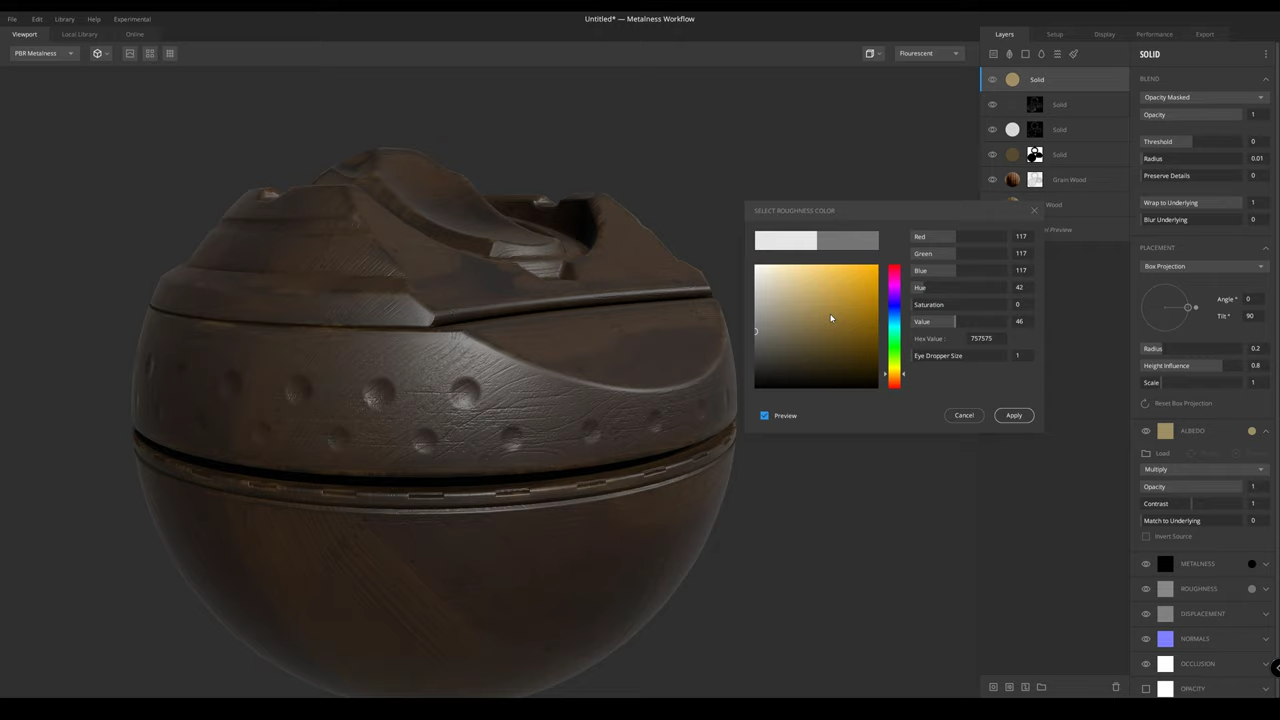 Untitled* — Metalness Workflow
File Edit Library Help Experimental
Viewport Local Library Online
Layers Setup Display Performance Export
PBR Metalness
Flourescent
Solid
Solid
Solid
Solid
Grain Wood
Wood
Preview
SELECT ROUGHNESS COLOR
Red 117
Green 117
Blue 117
Hue 42
Saturation 0
Value 46
Hex Value : 757575
Eye Dropper Size 1
Preview
Cancel Apply
SOLID
BLEND
Opacity Masked
Opacity 1
Threshold 0
Radius 0.01
Preserve Details 0
Wrap to Underlying 1
Blur Underlying 0
PLACEMENT
Box Projection
Angle ° 0
Tilt ° 90
Radius 0.2
Height Influence 0.8
Scale 1
Reset Box Projection
ALBEDO
Load
Multiply
Opacity 1
Contrast 1
Match to Underlying 0
Invert Source
METALNESS
ROUGHNESS
DISPLACEMENT
NORMALS
OCCLUSION
OPACITY